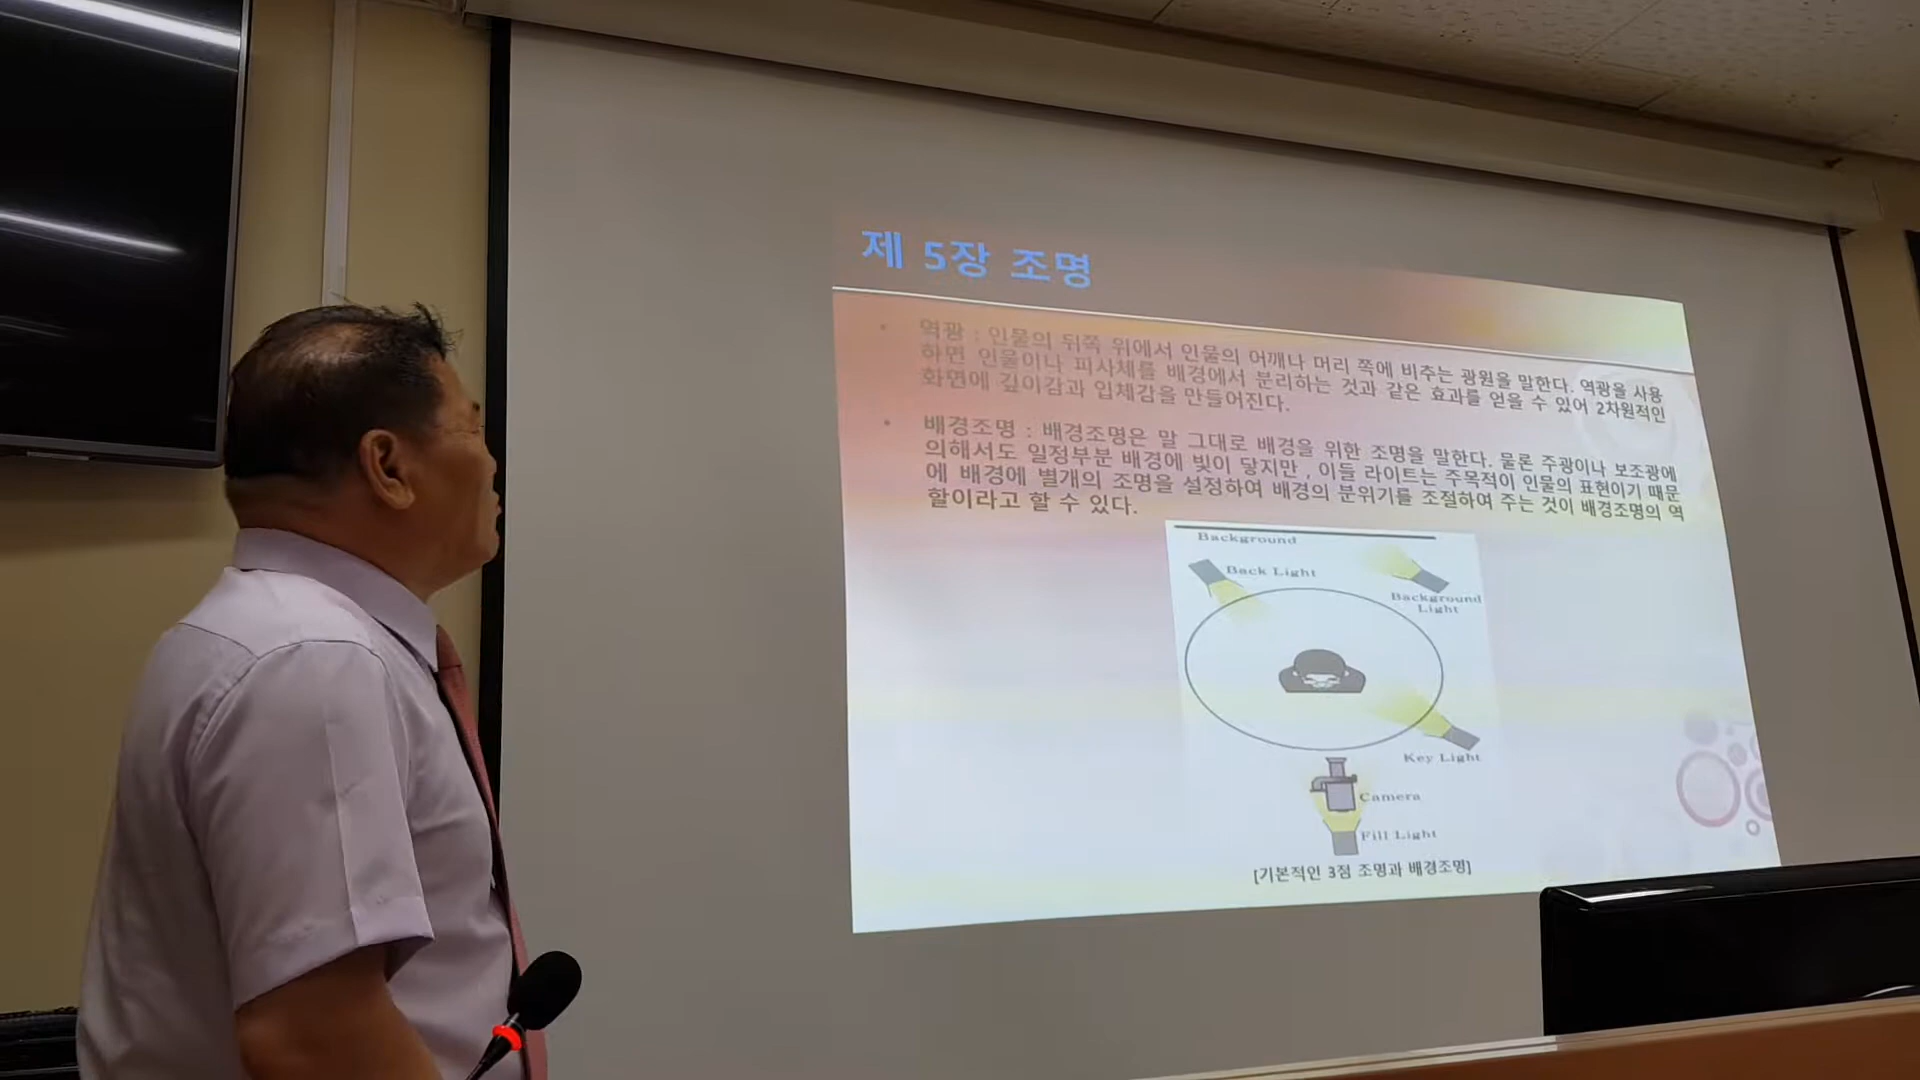 제 5장 조명
• 역광 : 인물의 뒤쪽 위에서 인물의 어깨나 머리 쪽에 비추는 광원을 말한다. 역광을 사용
하면 인물이나 피사체를 배경에서 분리하는 것과 같은 효과를 얻을 수 있어 2차원적인
화면에 깊이감과 입체감을 만들어진다.
• 배경조명 : 배경조명은 말 그대로 배경을 위한 조명을 말한다. 물론 주광이나 보조광에
의해서도 일정부분 배경에 빛이 닿지만 , 이들 라이트는 주목적이 인물의 표현이기 때문
에 배경에 별개의 조명을 설정하여 배경의 분위기를 조절하여 주는 것이 배경조명의 역
할이라고 할 수 있다.
Background
Back Light
Background
Light
Key Light
Camera
Fill Light
[기본적인 3점 조명과 배경조명]